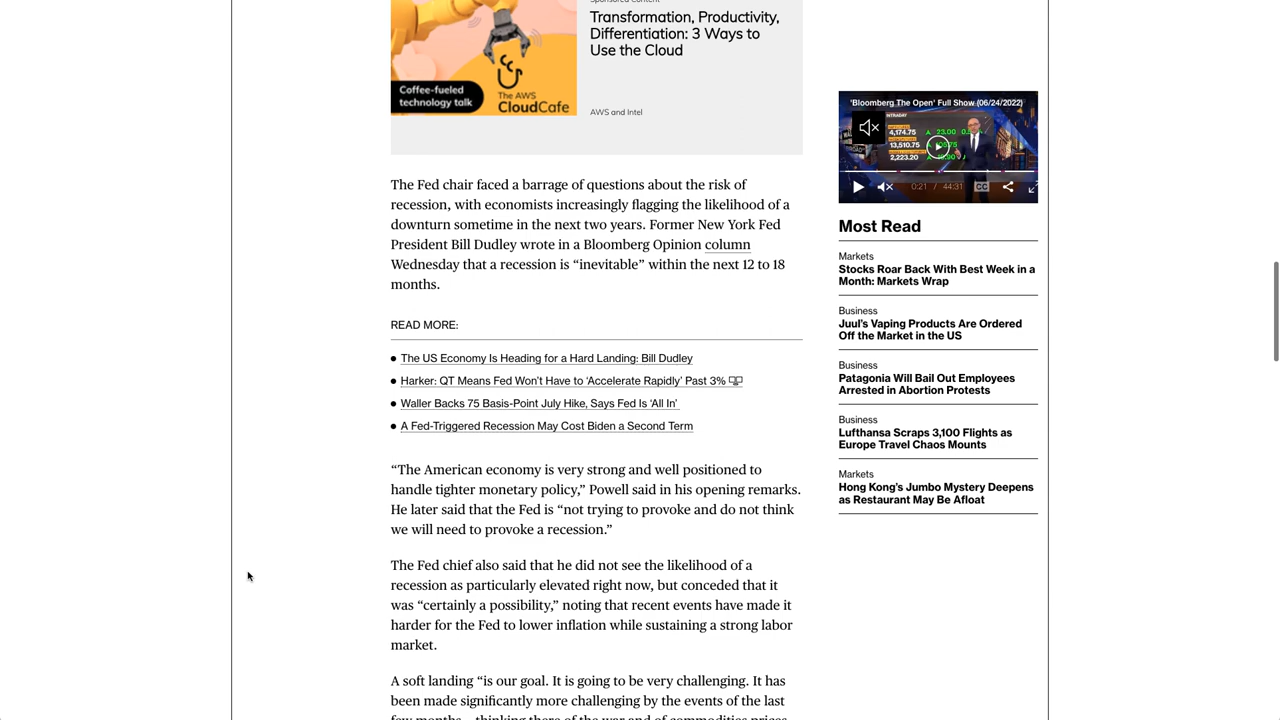 Sponsored Content
Transformation, Productivity,
Differentiation: 3 Ways to
Use the Cloud
Coffee-fueled
technology talk
The AWS
CloudCafe
AWS and Intel
The Fed chair faced a barrage of questions about the risk of
recession, with economists increasingly flagging the likelihood of a
downturn sometime in the next two years. Former New York Fed
President Bill Dudley wrote in a Bloomberg Opinion column
Wednesday that a recession is “inevitable” within the next 12 to 18
months.
READ MORE:
The US Economy Is Heading for a Hard Landing: Bill Dudley
Harker: QT Means Fed Won’t Have to ‘Accelerate Rapidly’ Past 3%
Waller Backs 75 Basis-Point July Hike, Says Fed Is ‘All In’
A Fed-Triggered Recession May Cost Biden a Second Term
“The American economy is very strong and well positioned to
handle tighter monetary policy,” Powell said in his opening remarks.
He later said that the Fed is “not trying to provoke and do not think
we will need to provoke a recession.”
The Fed chief also said that he did not see the likelihood of a
recession as particularly elevated right now, but conceded that it
was “certainly a possibility,” noting that recent events have made it
harder for the Fed to lower inflation while sustaining a strong labor
market.
A soft landing “is our goal. It is going to be very challenging. It has
been made significantly more challenging by the events of the last
few months – thinking there of the war and of commodities prices
'Bloomberg The Open' Full Show (06/24/2022)
INTRADAY
4,174.75 23.00
13,510.75
2,223.20
0:21 / 44:31 CC
Most Read
Markets
Stocks Roar Back With Best Week in a
Month: Markets Wrap
Business
Juul’s Vaping Products Are Ordered
Off the Market in the US
Business
Patagonia Will Bail Out Employees
Arrested in Abortion Protests
Business
Lufthansa Scraps 3,100 Flights as
Europe Travel Chaos Mounts
Markets
Hong Kong’s Jumbo Mystery Deepens
as Restaurant May Be Afloat